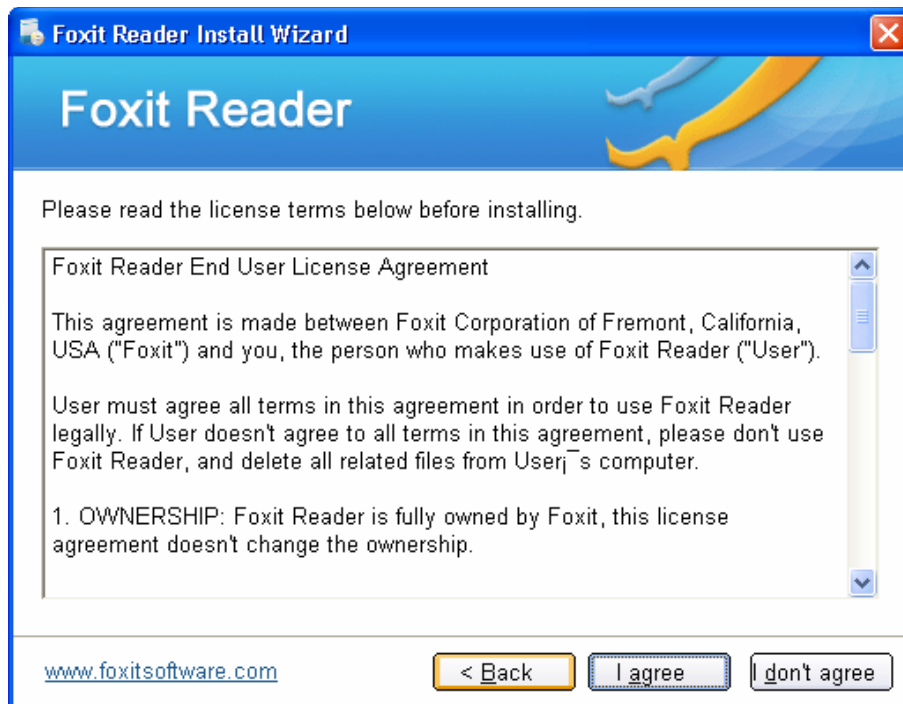 Foxit Reader Install Wizard
Foxit Reader
Please read the license terms below before installing.
Foxit Reader End User License Agreement
This agreement is made between Foxit Corporation of Fremont, California,
USA ("Foxit") and you, the person who makes use of Foxit Reader ("User").
User must agree all terms in this agreement in order to use Foxit Reader
legally. If User doesn't agree to all terms in this agreement, please don't use
Foxit Reader, and delete all related files from User¡¯s computer.
1. OWNERSHIP: Foxit Reader is fully owned by Foxit, this license
agreement doesn't change the ownership.
www.foxitsoftware.com
< Back
I agree
I don't agree